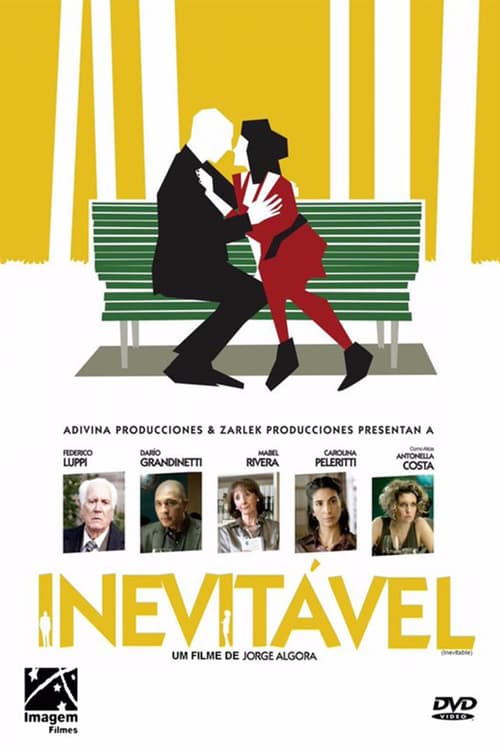 ADIVINA PRODUCCIONES & ZARLEK PRODUCCIONES PRESENTAN A
FEDERICO
LUPPI
DARÍO
GRANDINETTI
MABEL
RIVERA
CAROLINA
PELERITTI
Como Alicia
ANTONELLA
COSTA
INEVITÁVEL
(Inevitable)
UM FILME DE JORGE ALGORA
Imagem
Filmes
DVD
VIDEO